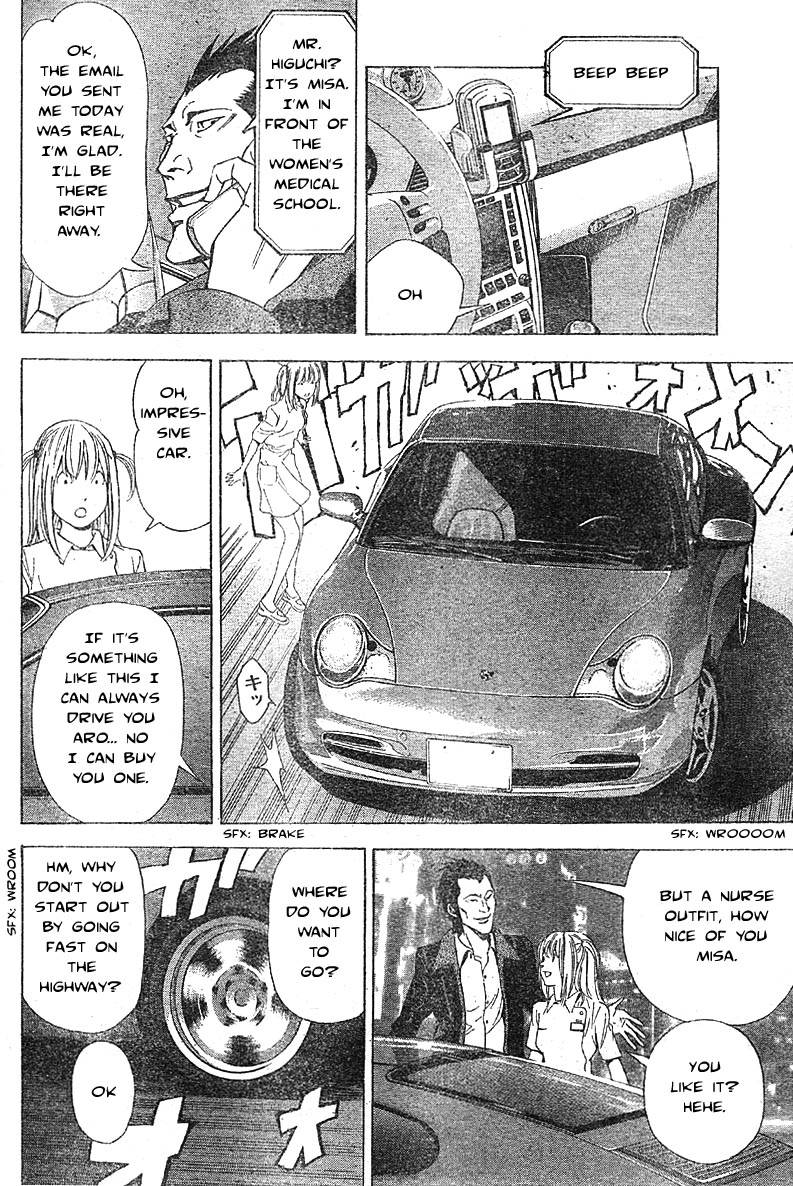 BEEP BEEP
OH
MR.
HIGUCHI?
IT'S MISA.
I'M IN
FRONT OF
THE
WOMEN'S
MEDICAL
SCHOOL.
OK,
THE EMAIL
YOU SENT
ME TODAY
WAS REAL,
I'M GLAD.
I'LL BE
THERE
RIGHT
AWAY.
キッ
SFX: BRAKE
SFX: WROOOOM
OH,
IMPRES-
SIVE
CAR.
IF IT'S
SOMETHING
LIKE THIS I
CAN ALWAYS
DRIVE YOU
ARO... NO
I CAN BUY
YOU ONE.
BUT A NURSE
OUTFIT, HOW
NICE OF YOU
MISA.
YOU
LIKE IT?
HEHE.
WHERE
DO YOU
WANT
TO
GO?
HM, WHY
DON'T YOU
START OUT
BY GOING
FAST ON
THE
HIGHWAY?
OK
SFX: WROOM